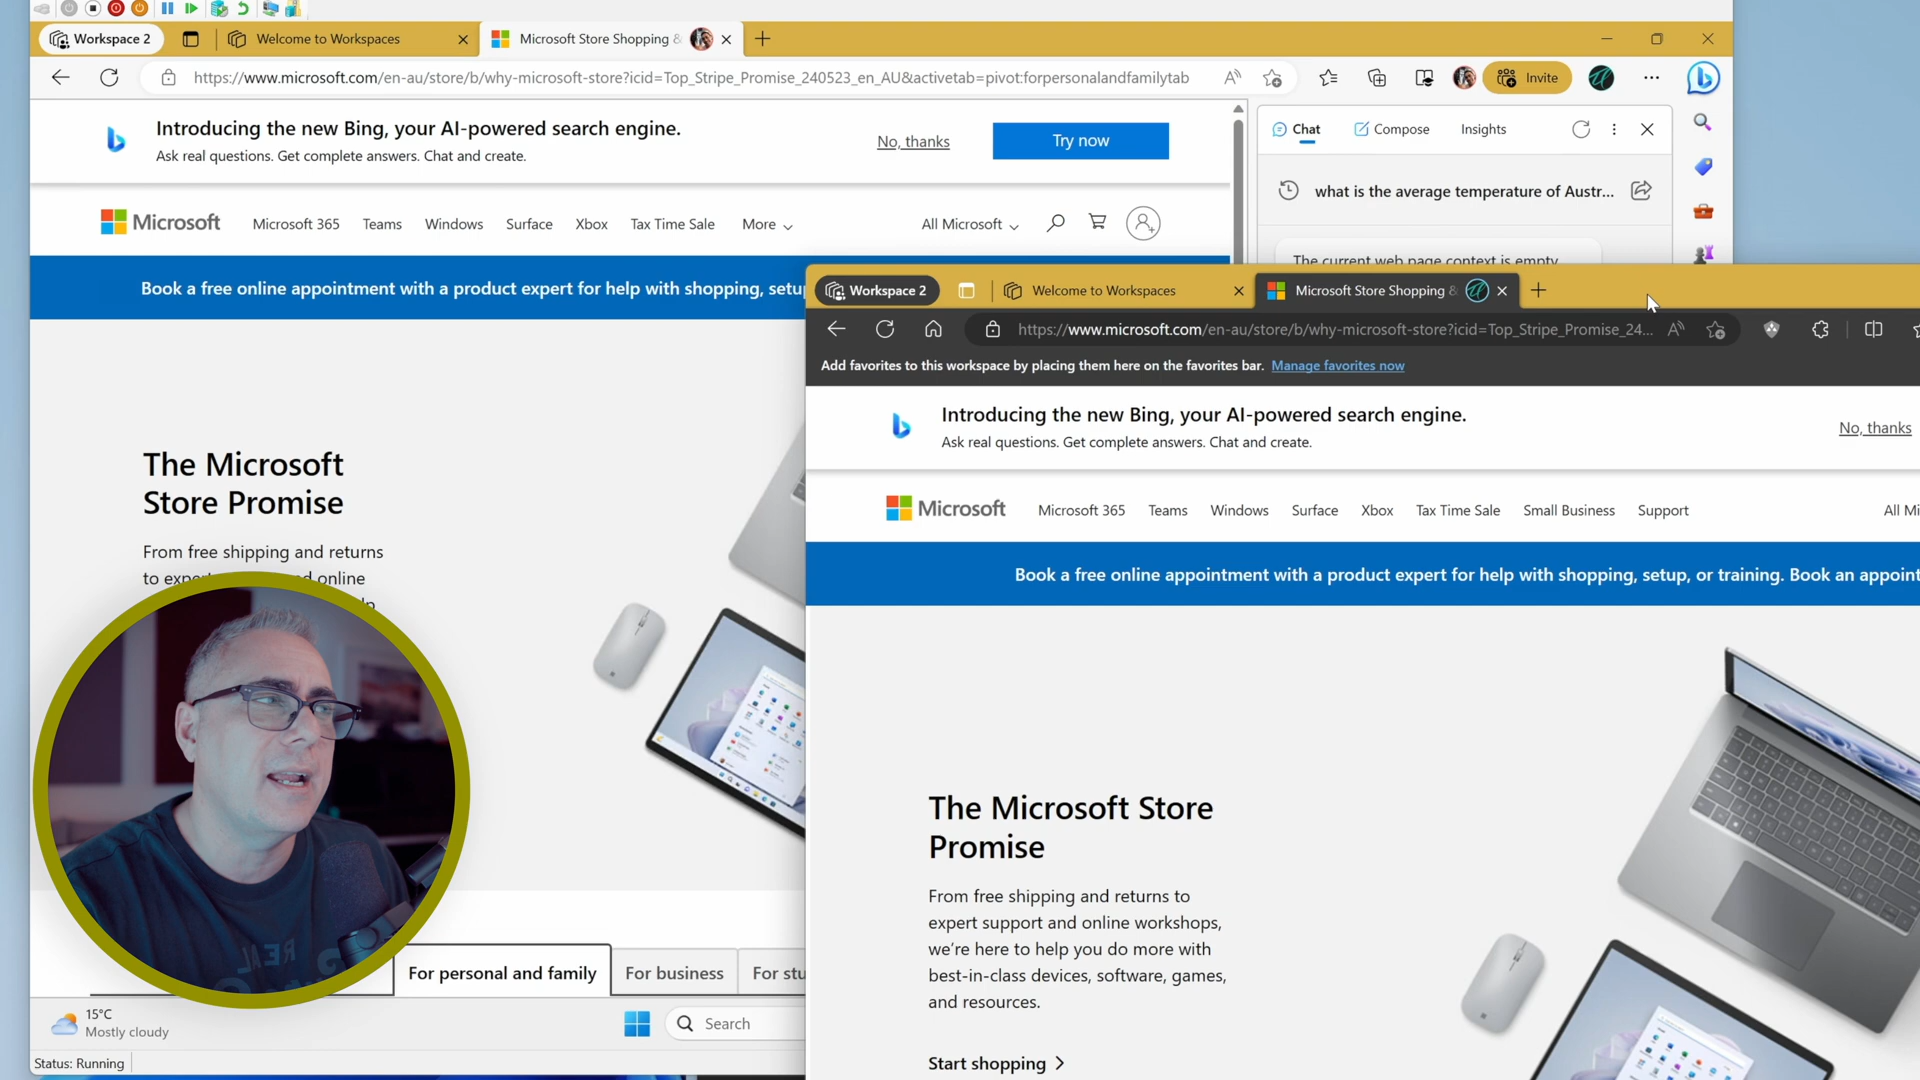 Workspace 2
Welcome to Workspaces
Microsoft Store Shopping &
https://www.microsoft.com/en-au/store/b/why-microsoft-store?icid=Top_Stripe_Promise_240523_en_AU&activetab=pivot:forpersonalandfamilytab
Invite
Introducing the new Bing, your AI-powered search engine.
Ask real questions. Get complete answers. Chat and create.
No, thanks
Try now
Chat
Compose
Insights
what is the average temperature of Austr...
The current web page context is empty
Microsoft
Microsoft 365
Teams
Windows
Surface
Xbox
Tax Time Sale
More
All Microsoft
Book a free online appointment with a product expert for help with shopping, setu
The Microsoft
Store Promise
From free shipping and returns
online
For personal and family
For business
For stu
15°C
Mostly cloudy
Search
Status: Running
Workspace 2
Welcome to Workspaces
Microsoft Store Shopping &
https://www.microsoft.com/en-au/store/b/why-microsoft-store?icid=Top_Stripe_Promise_24...
Add favorites to this workspace by placing them here on the favorites bar. Manage favorites now
Introducing the new Bing, your AI-powered search engine.
Ask real questions. Get complete answers. Chat and create.
No, thanks
Microsoft
Microsoft 365
Teams
Windows
Surface
Xbox
Tax Time Sale
Small Business
Support
All Mi
Book a free online appointment with a product expert for help with shopping, setup, or training. Book an appoint
The Microsoft Store
Promise
From free shipping and returns to
expert support and online workshops,
we're here to help you do more with
best-in-class devices, software, games,
and resources.
Start shopping